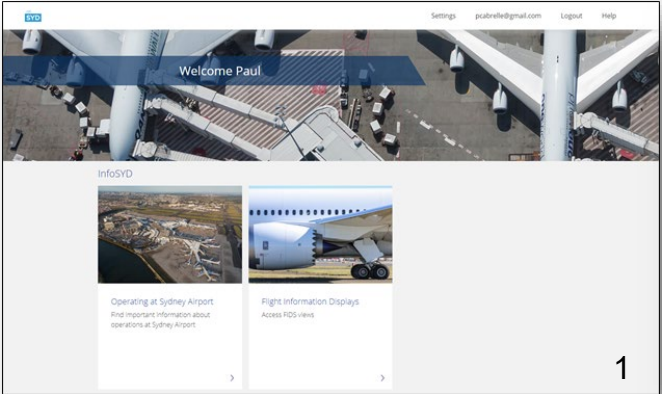 SYD
Settings pcabrelle@gmail.com Logout Help
Welcome Paul
InfoSYD
Operating at Sydney Airport
Find important information about
operations at Sydney Airport
Flight Information Displays
Access FIDS views
1